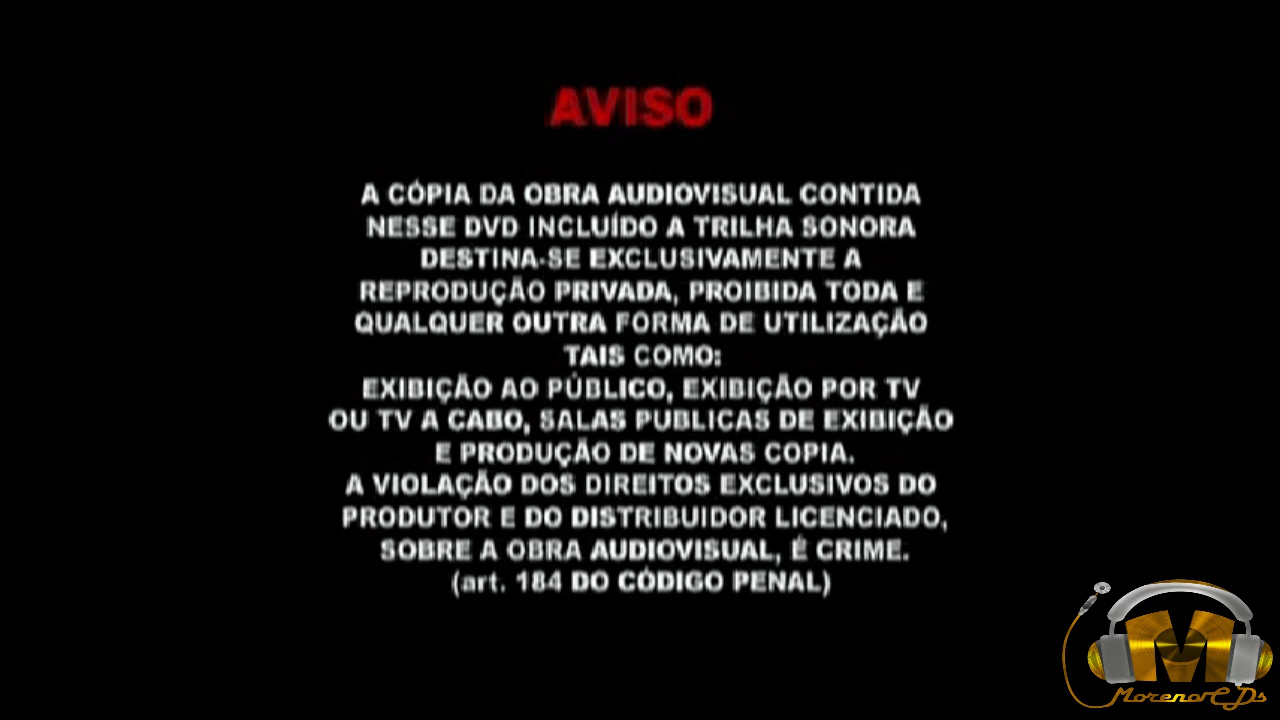 AVISO
A CÓPIA DA OBRA AUDIOVISUAL CONTIDA
NESSE DVD INCLUÍDO A TRILHA SONORA
DESTINA-SE EXCLUSIVAMENTE A
REPRODUÇÃO PRIVADA, PROIBIDA TODA E
QUALQUER OUTRA FORMA DE UTILIZAÇÃO
TAIS COMO:
EXIBIÇÃO AO PÚBLICO, EXIBIÇÃO POR TV
OU TV A CABO, SALAS PUBLICAS DE EXIBIÇÃO
E PRODUÇÃO DE NOVAS COPIA.
A VIOLAÇÃO DOS DIREITOS EXCLUSIVOS DO
PRODUTOR E DO DISTRIBUIDOR LICENCIADO,
SOBRE A OBRA AUDIOVISUAL, É CRIME.
(art. 184 DO CÓDIGO PENAL)
M
Moreno CDs